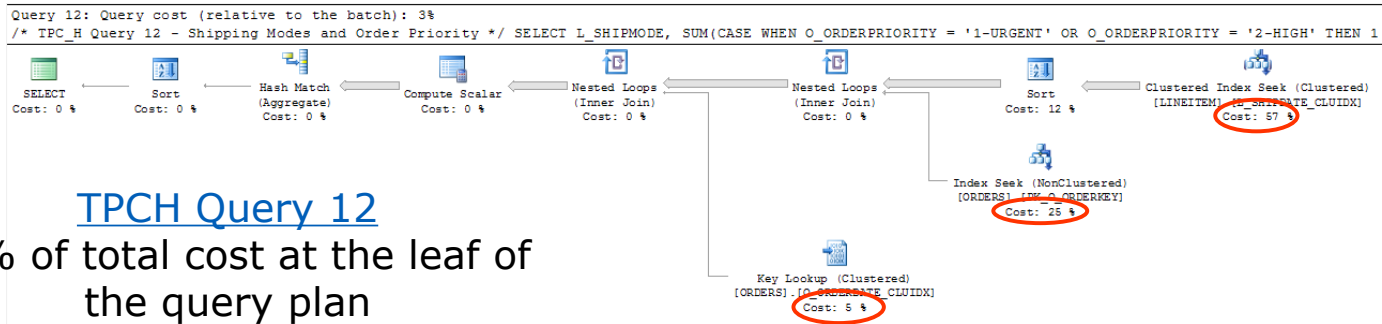 Query 12: Query cost (relative to the batch): 3%
/* TPC_H Query 12 - Shipping Modes and Order Priority */ SELECT L_SHIPMODE, SUM(CASE WHEN O_ORDERPRIORITY = '1-URGENT' OR O_ORDERPRIORITY = '2-HIGH' THEN 1
SELECT
Cost: 0 %
Sort
Cost: 0 %
Hash Match
(Aggregate)
Cost: 0 %
Compute Scalar
Cost: 0 %
Nested Loops
(Inner Join)
Cost: 0 %
Nested Loops
(Inner Join)
Cost: 0 %
Sort
Cost: 12 %
Clustered Index Seek (Clustered)
[LINEITEM].[L_SHIPDATE_CLUIDX]
Cost: 57 %
Index Seek (NonClustered)
[ORDERS].[PK_O_ORDERKEY]
Cost: 25 %
Key Lookup (Clustered)
[ORDERS].[O_ORDERDATE_CLUIDX]
Cost: 5 %
TPCH Query 12
% of total cost at the leaf of
the query plan